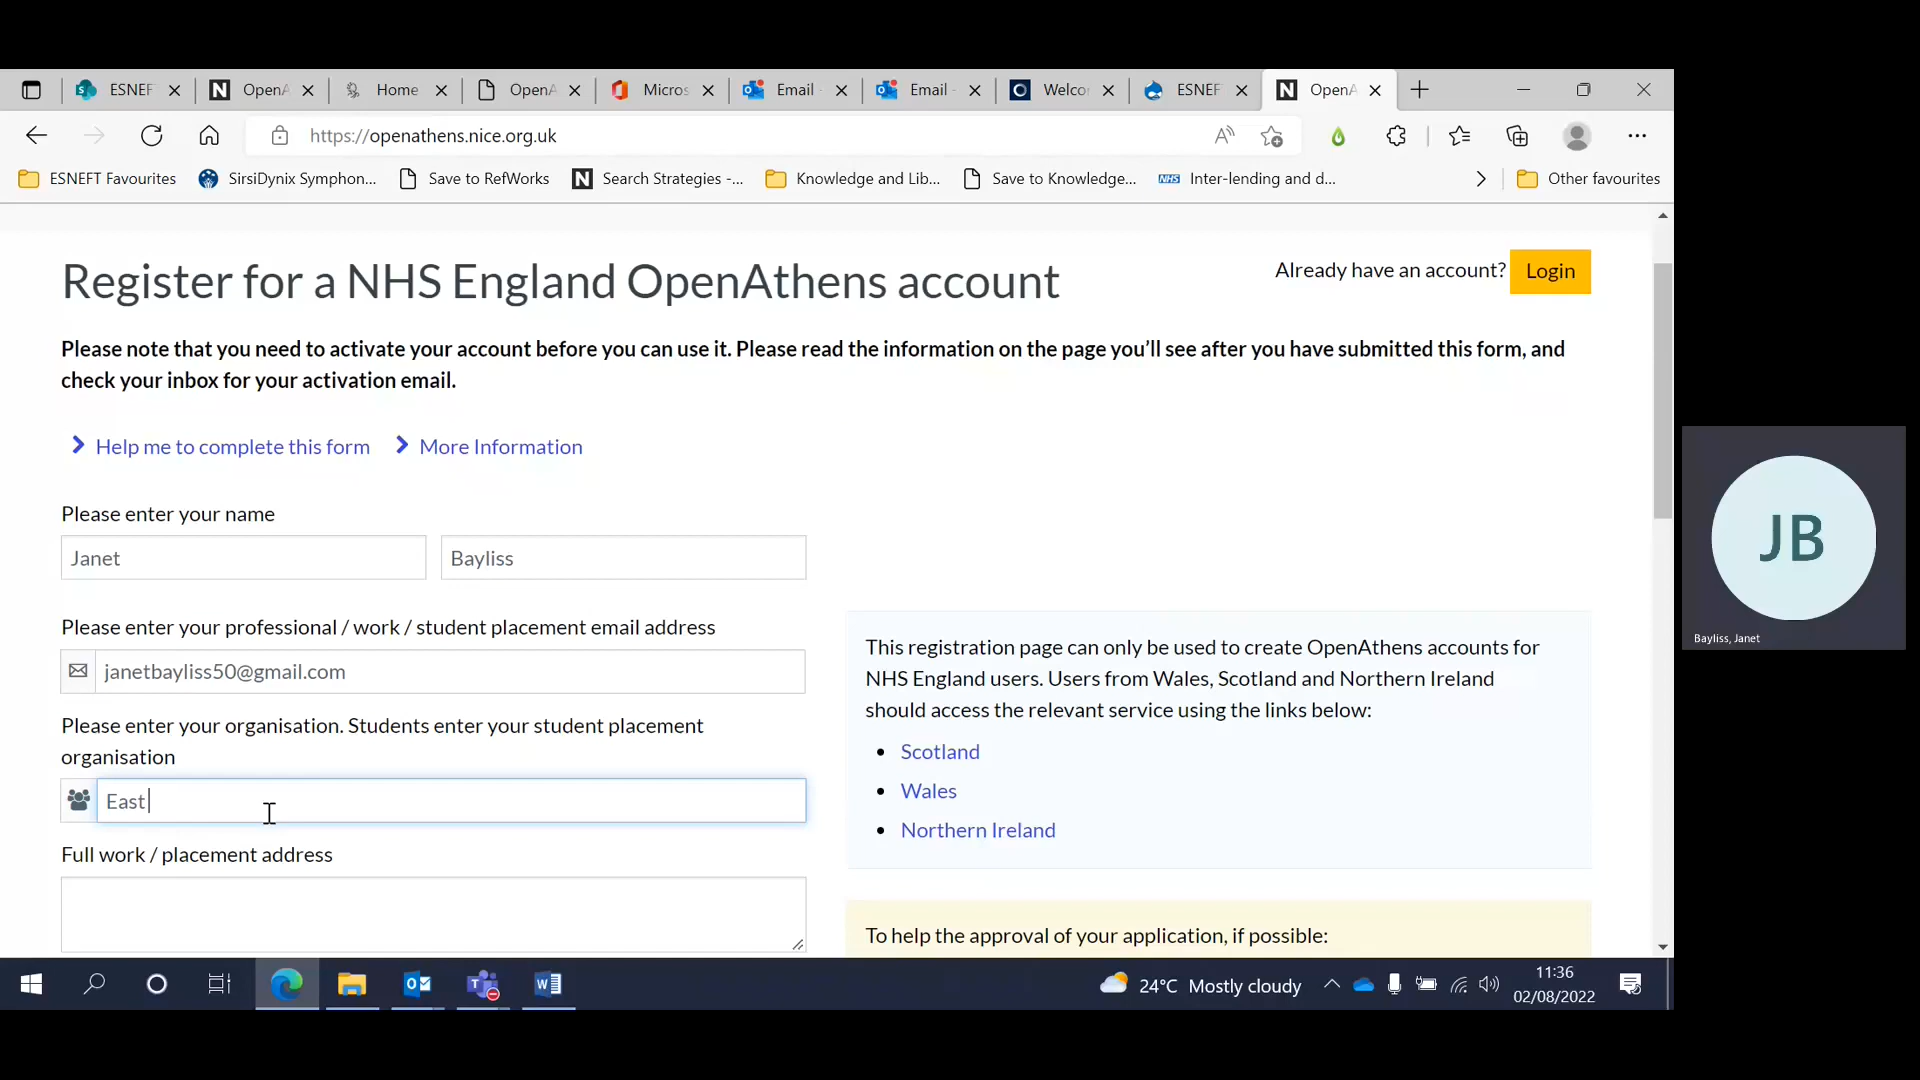 ESNEF
OpenA
Home
OpenA
Micros
Email
Email
Welco
ESNEF
OpenA
https://openathens.nice.org.uk
ESNEFT Favourites
SirsiDynix Symphon...
Save to RefWorks
Search Strategies -...
Knowledge and Lib...
Save to Knowledge...
NHS
Inter-lending and d...
Other favourites
Register for a NHS England OpenAthens account
Already have an account?
Login
Please note that you need to activate your account before you can use it. Please read the information on the page you’ll see after you have submitted this form, and
check your inbox for your activation email.
Help me to complete this form
More Information
Please enter your name
Janet
Bayliss
Please enter your professional / work / student placement email address
janetbayliss50@gmail.com
Please enter your organisation. Students enter your student placement
organisation
East
Full work / placement address
This registration page can only be used to create OpenAthens accounts for
NHS England users. Users from Wales, Scotland and Northern Ireland
should access the relevant service using the links below:
Scotland
Wales
Northern Ireland
To help the approval of your application, if possible:
JB
Bayliss, Janet
24°C Mostly cloudy
11:36
02/08/2022